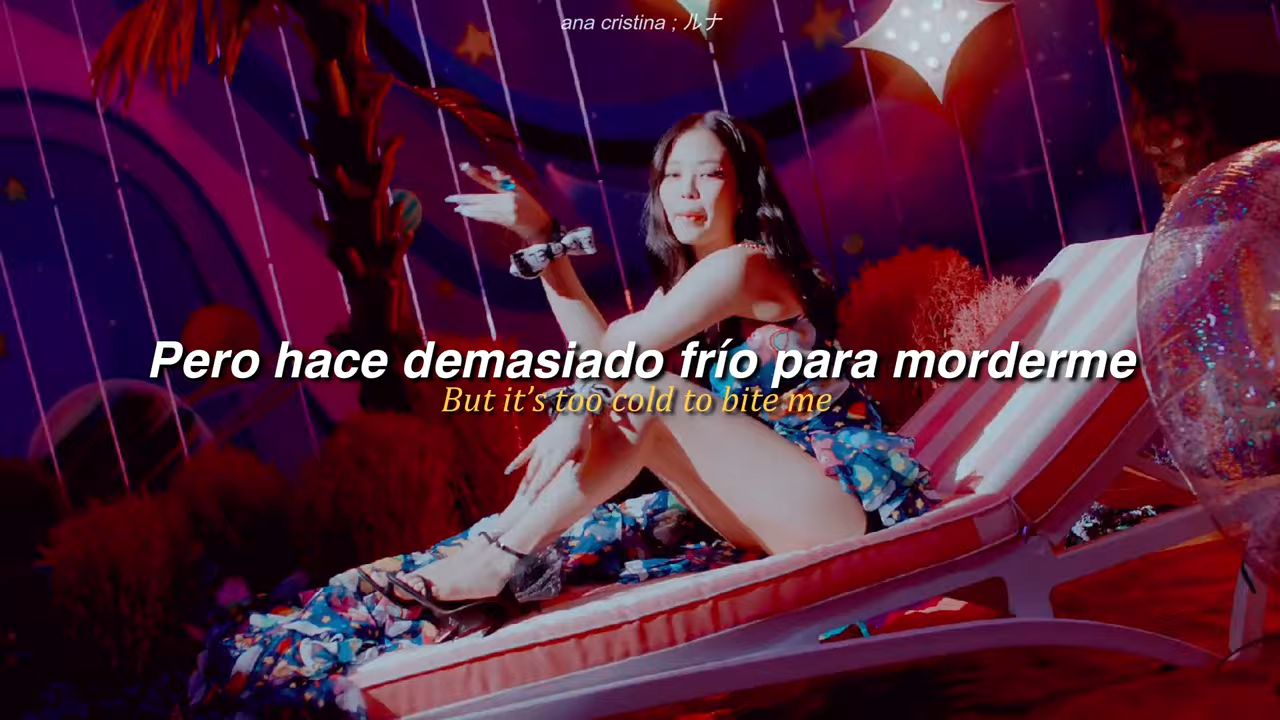 ana cristina ; ルナ
Pero hace demasiado frío para morderme
But it's too cold to bite me